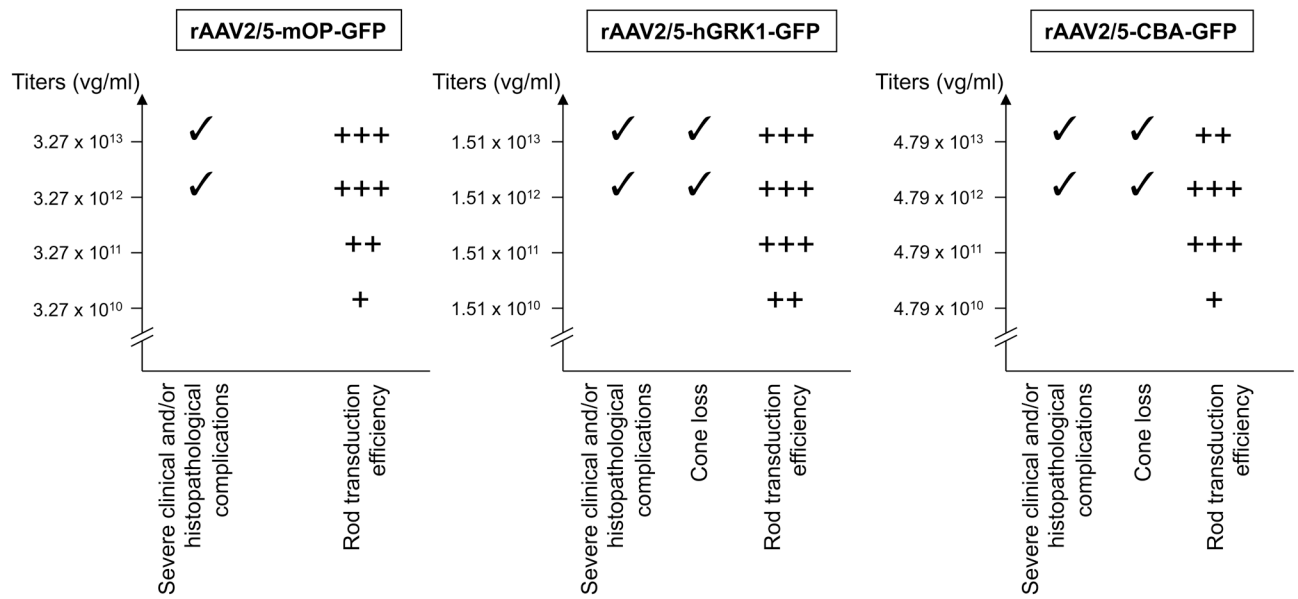 rAAV2/5-mOP-GFP
Titers (vg/ml)
3.27 x 10¹³
✓
+++
3.27 x 10¹²
✓
+++
3.27 x 10¹¹
++
3.27 x 10¹⁰
+
Severe clinical and/or
histopathological
complications
Rod transduction
efficiency
rAAV2/5-hGRK1-GFP
Titers (vg/ml)
1.51 x 10¹³
✓
✓
+++
1.51 x 10¹²
✓
✓
+++
1.51 x 10¹¹
+++
1.51 x 10¹⁰
++
Severe clinical and/or
histopathological
complications
Cone loss
Rod transduction
efficiency
rAAV2/5-CBA-GFP
Titers (vg/ml)
4.79 x 10¹³
✓
✓
++
4.79 x 10¹²
✓
✓
+++
4.79 x 10¹¹
+++
4.79 x 10¹⁰
+
Severe clinical and/or
histopathological
complications
Cone loss
Rod transduction
efficiency